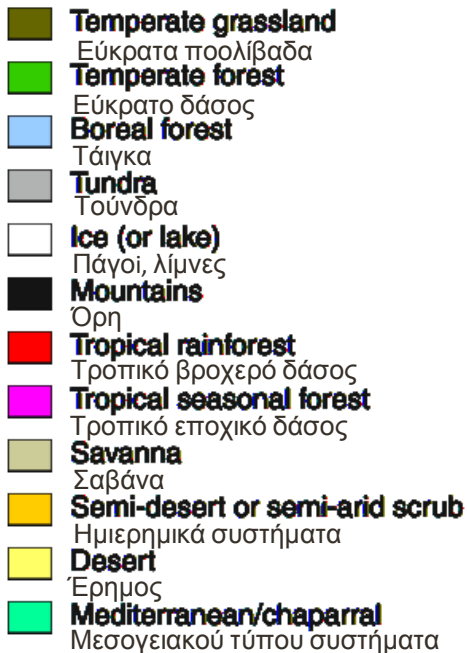 Temperate grassland
Εύκρατα ποολίβαδα
Temperate forest
Εύκρατο δάσος
Boreal forest
Τάιγκα
Tundra
Τούνδρα
Ice (or lake)
Πάγοi, λίμνες
Mountains
Όρη
Tropical rainforest
Τροπικό βροχερό δάσος
Tropical seasonal forest
Τροπικό εποχικό δάσος
Savanna
Σαβάνα
Semi-desert or semi-arid scrub
Ημιερημικά συστήματα
Desert
Έρημος
Mediterranean/chaparral
Μεσογειακού τύπου συστήματα